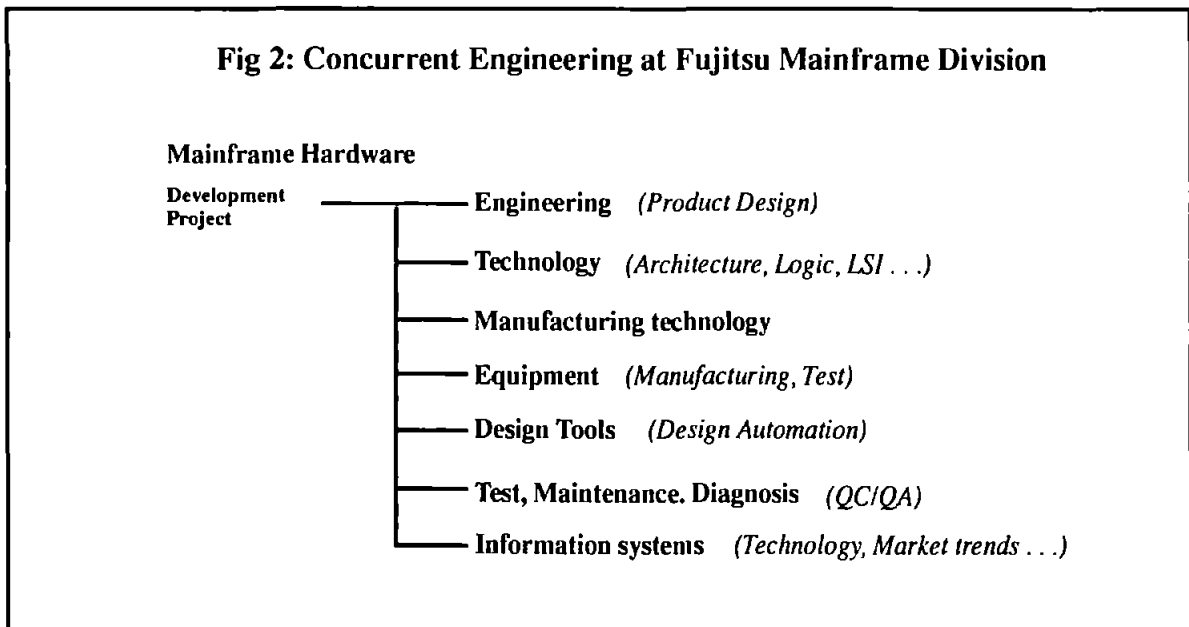 Fig 2: Concurrent Engineering at Fujitsu Mainframe Division
Mainframe Hardware
Development
Project
Engineering (Product Design)
Technology (Architecture, Logic, LSI . . .)
Manufacturing technology
Equipment (Manufacturing, Test)
Design Tools (Design Automation)
Test, Maintenance. Diagnosis (QC/QA)
Information systems (Technology, Market trends . . .)